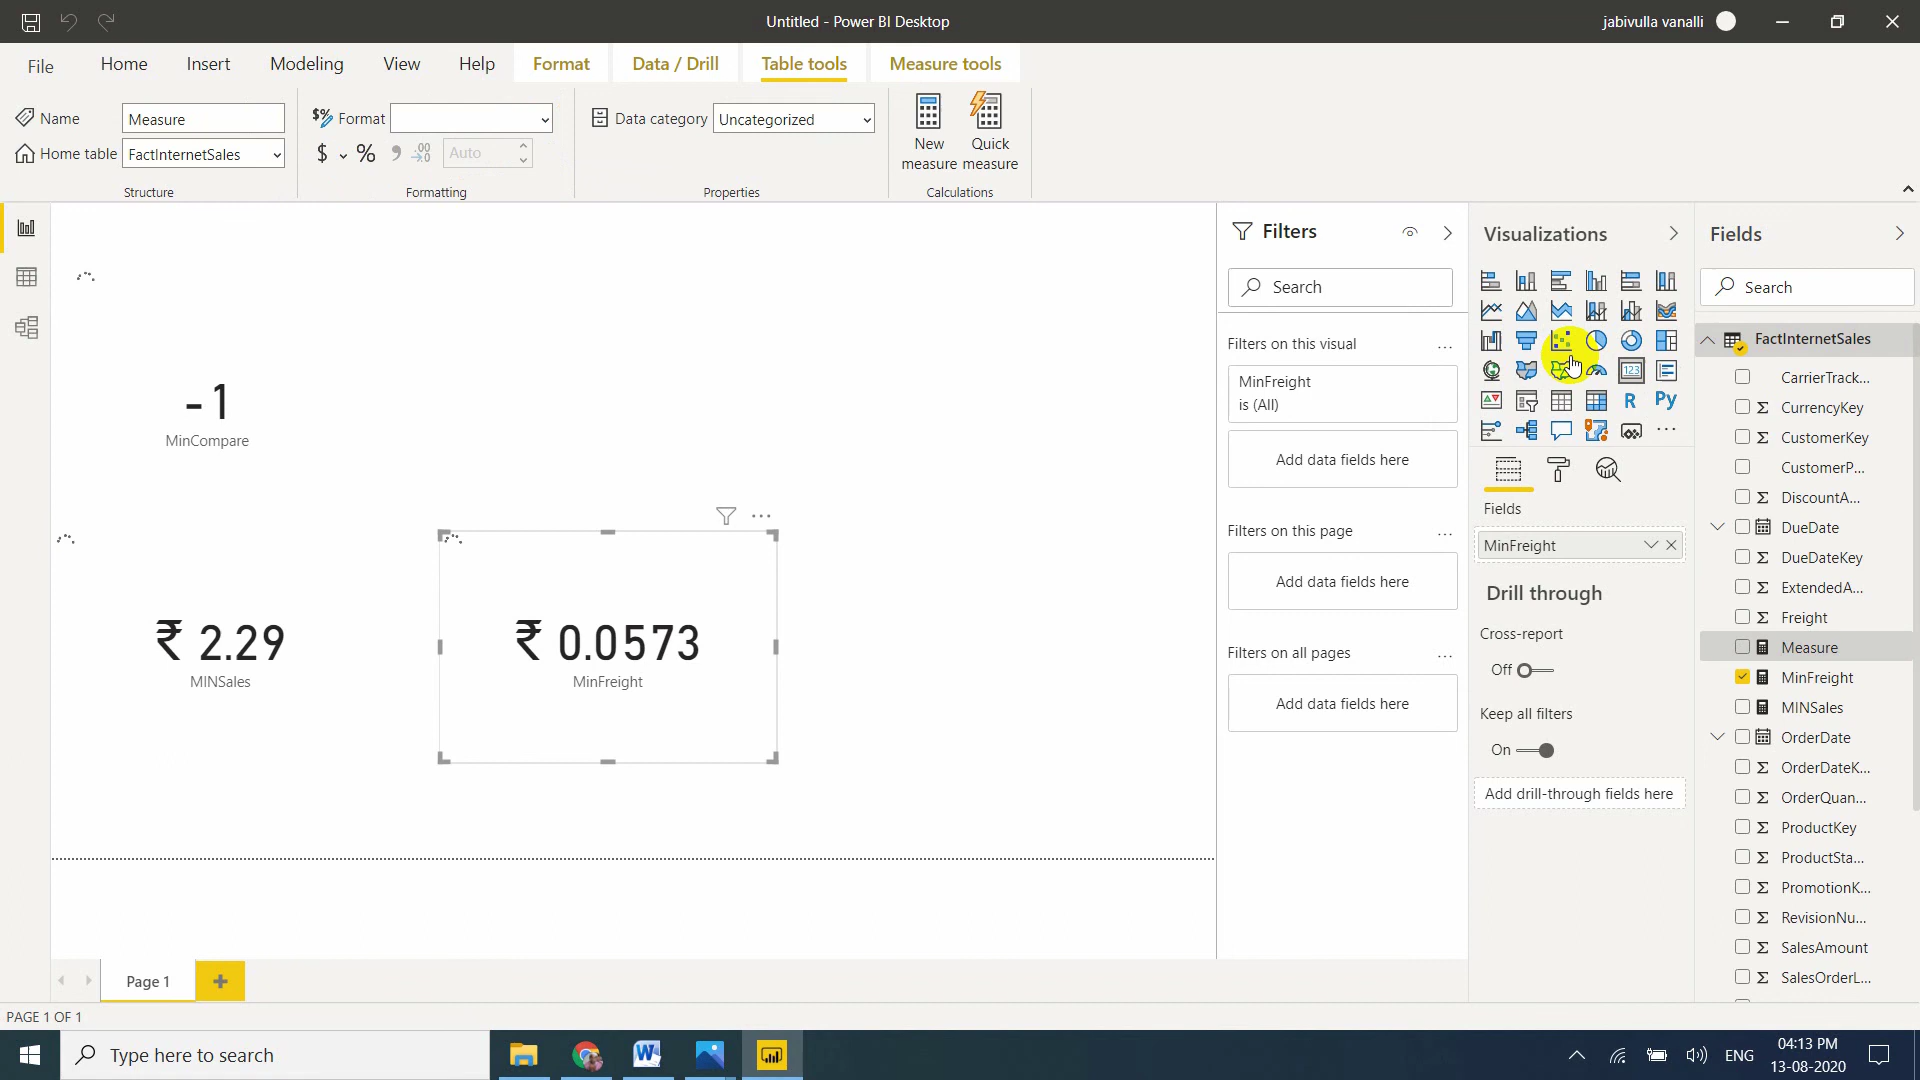 Untitled - Power BI Desktop
jabivulla vanalli
File
Home
Insert
Modeling
View
Help
Format
Data / Drill
Table tools
Measure tools
Name
Measure
Home table
FactInternetSales
Structure
Format
$
%
Auto
Formatting
Data category
Uncategorized
Properties
New
measure
Quick
measure
Calculations
-1
MinCompare
₹ 2.29
MINSales
₹ 0.0573
MinFreight
Filters
Search
Filters on this visual
MinFreight
is (All)
Add data fields here
Filters on this page
Add data fields here
Filters on all pages
Add data fields here
Visualizations
123
R
Py
Fields
MinFreight
Drill through
Cross-report
Off
Keep all filters
On
Add drill-through fields here
Fields
Search
FactInternetSales
CarrierTrack...
CurrencyKey
CustomerKey
CustomerP...
DiscountA...
DueDate
DueDateKey
ExtendedA...
Freight
Measure
MinFreight
MINSales
OrderDate
OrderDateK...
OrderQuan...
ProductKey
ProductSta...
PromotionK...
RevisionNu...
SalesAmount
SalesOrderL...
Page 1
PAGE 1 OF 1
Type here to search
ENG
04:13 PM
13-08-2020